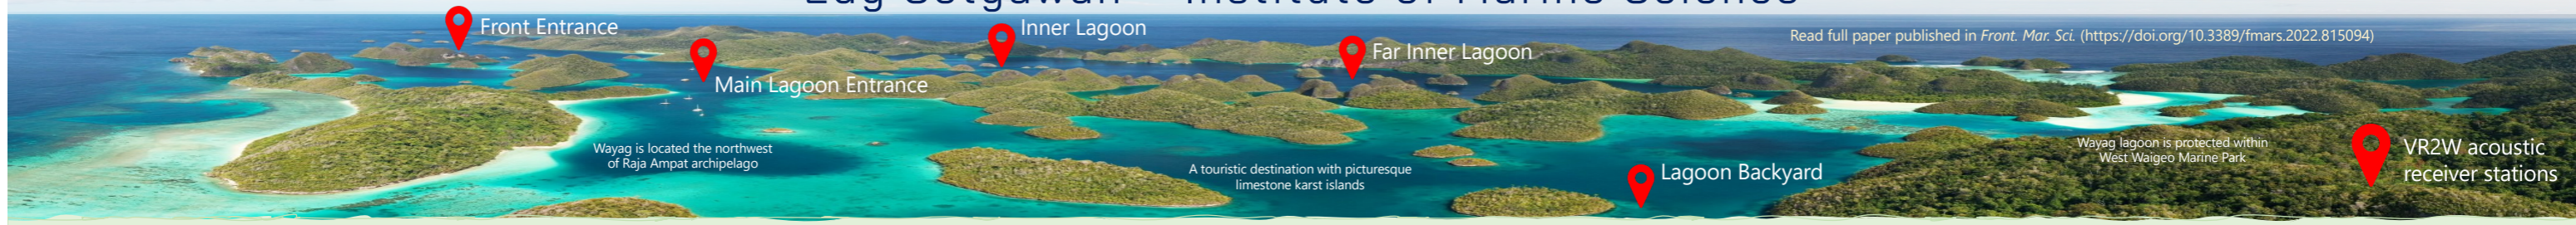 Front Entrance
Inner Lagoon
Read full paper published in Front. Mar. Sci. (https://doi.org/10.3389/fmars.2022.815094)
Far Inner Lagoon
Main Lagoon Entrance
Wayag is located the northwest
of Raja Ampat archipelago
A touristic destination with picturesque
limestone karst islands
Lagoon Backyard
Wayag lagoon is protected within
West Waigeo Marine Park
VR2W acoustic
receiver stations